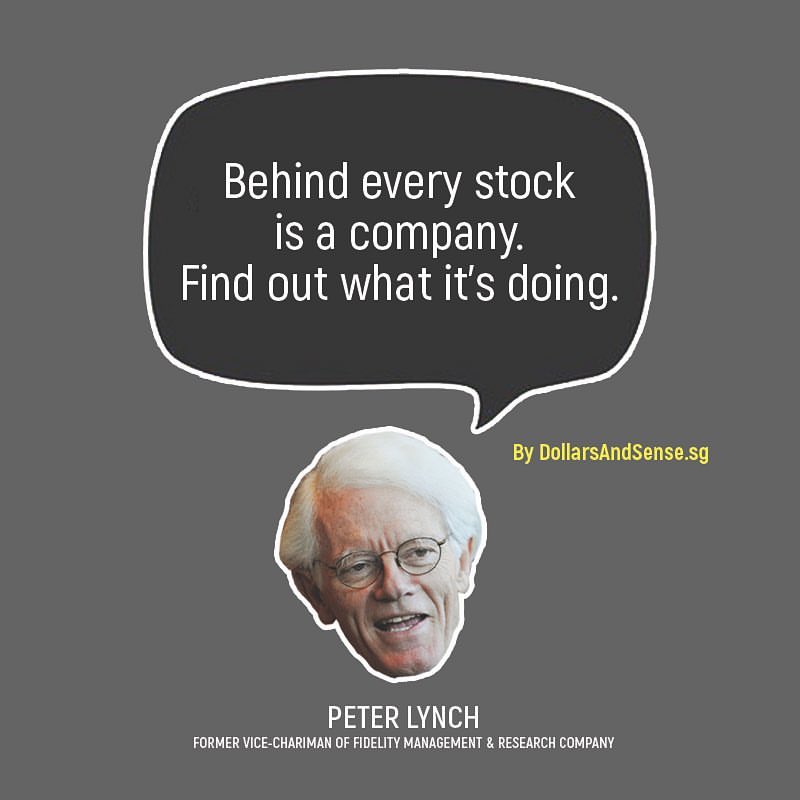 Behind every stock
is a company.
Find out what it's doing.
By DollarsAndSense.sg
PETER LYNCH
FORMER VICE-CHARIMAN OF FIDELITY MANAGEMENT & RESEARCH COMPANY